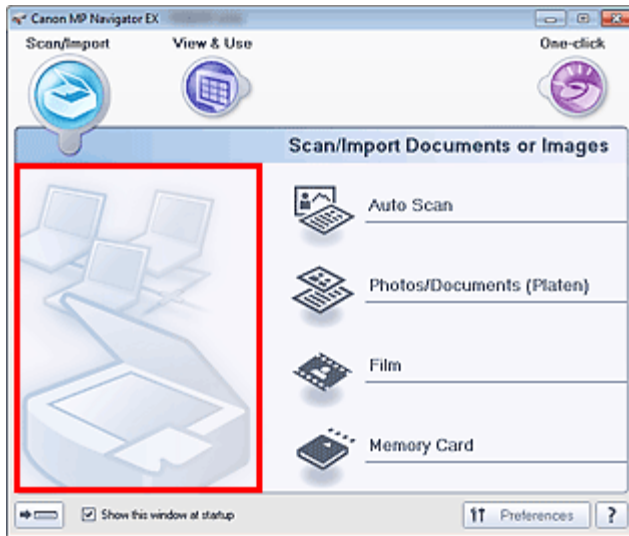 Canon MP Navigator EX
Scan/Import
View & Use
One-click
Scan/Import Documents or Images
Auto Scan
Photos/Documents (Platen)
Film
Memory Card
Show this window at startup
Preferences
?